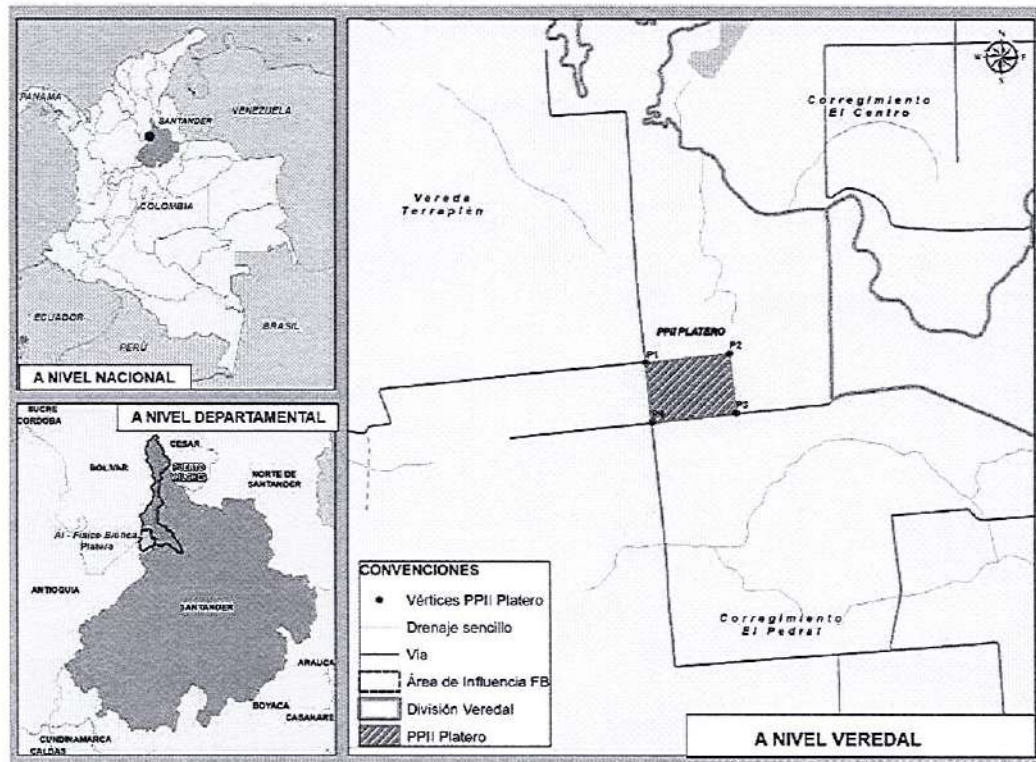 PANAMA
VENEZUELA
SANTANDER
COLOMBIA
ECUADOR
BRASIL
PERÚ
A NIVEL NACIONAL
A NIVEL DEPARTAMENTAL
SUCRE
CORDOBA
CESAR
BOLIVAR
PUERTO
WILCHES
NORTE DE
SANTANDER
AI - Físico Biótica
Platero
ANTIOQUIA
SANTANDER
ARAUCA
BOYACA
CASANARE
CUNDINAMARCA
CALDAS
N
W
S
Corregimiento
El Centro
Vereda
Terraplén
PPII PLATERO
P1
P2
P3
P4
Corregimiento
El Pedral
CONVENCIONES
Vértices PPII Platero
Drenaje sencillo
Vía
Área de Influencia FB
División Veredal
PPII Platero
A NIVEL VEREDAL